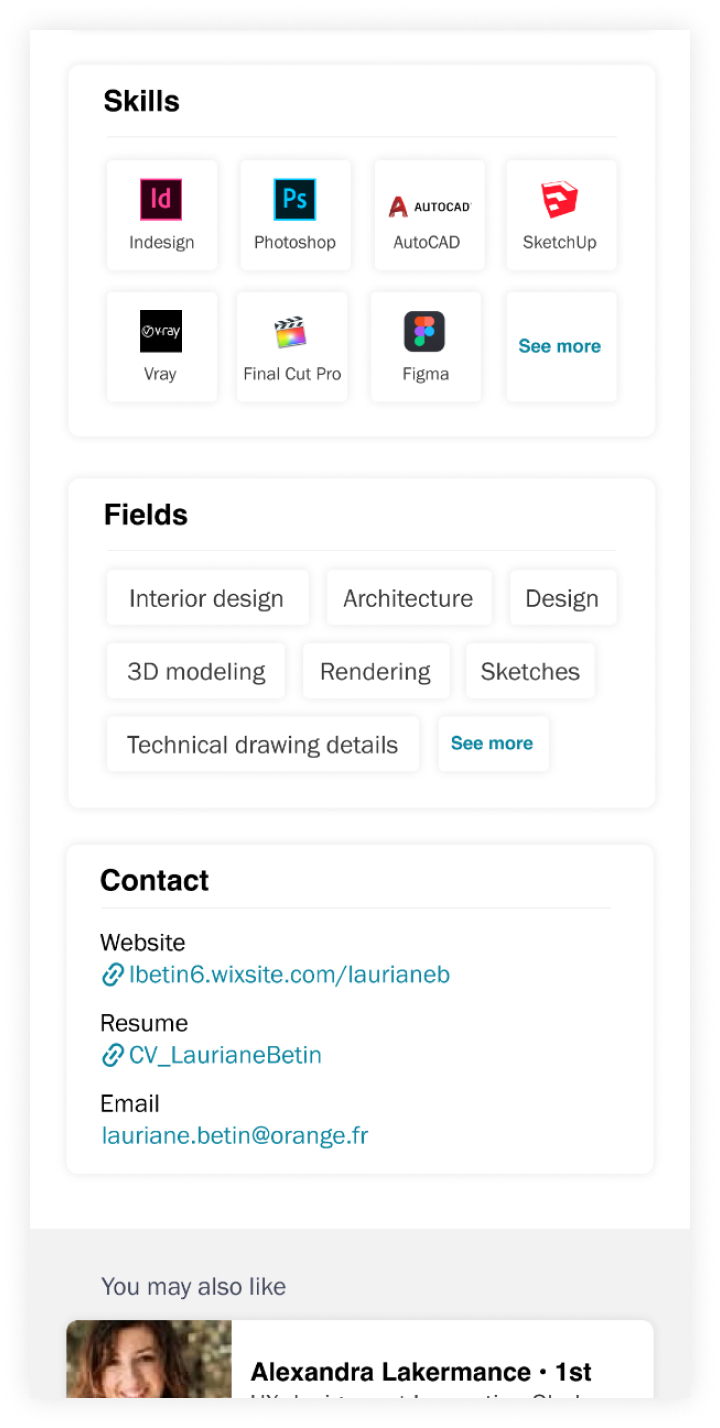 Skills
Id
Ps
AUTOCAD
Indesign
Photoshop
AutoCAD
SketchUp
v-ray
See more
Vray
Final Cut Pro
Figma
Fields
Interior design
Architecture
Design
3D modeling
Rendering
Sketches
Technical drawing details
See more
Contact
Website
lbetin6.wixsite.com/laurianeb
Resume
CV_LaurianeBetin
Email
lauriane.betin@orange.fr
You may also like
Alexandra Lakermance • 1st